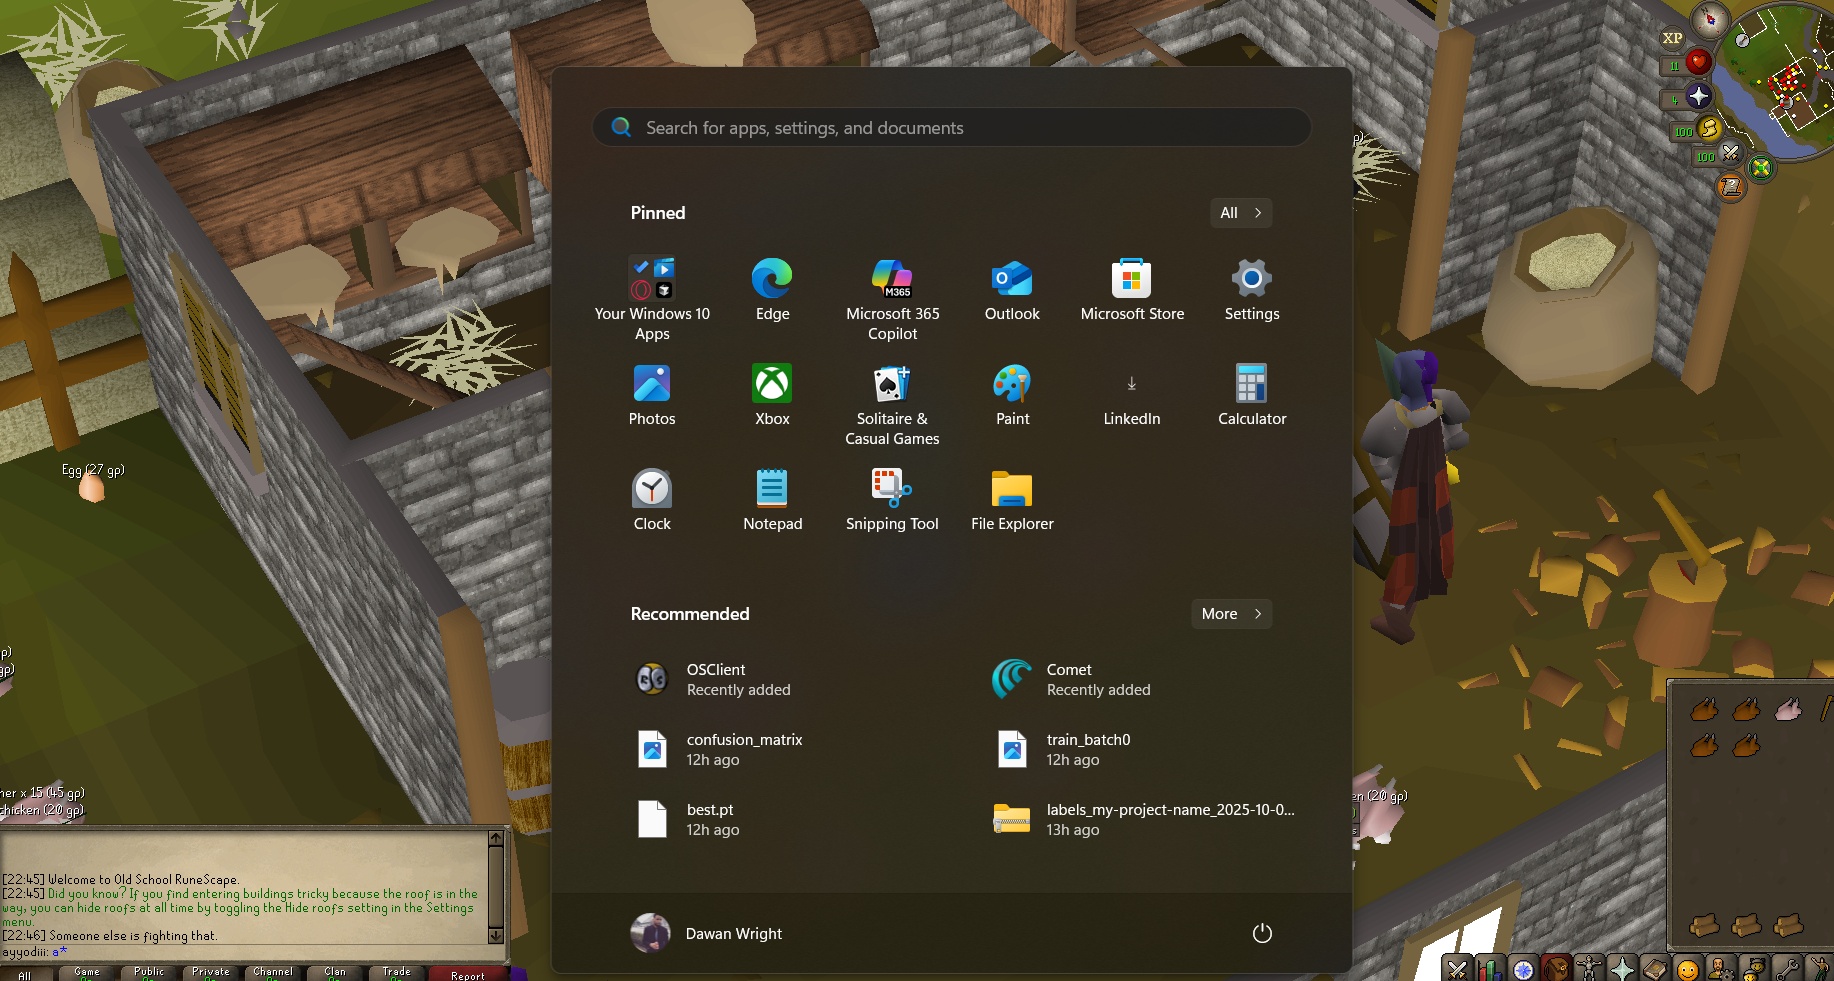 Search for apps, settings, and documents
Pinned
All
Your Windows 10
Apps
Edge
M365
Microsoft 365
Copilot
Outlook
Microsoft Store
Settings
Photos
Xbox
Solitaire &
Casual Games
Paint
LinkedIn
Calculator
Clock
Notepad
Snipping Tool
File Explorer
Recommended
More
OSClient
Recently added
Comet
Recently added
confusion_matrix
12h ago
train_batch0
12h ago
best.pt
12h ago
labels_my-project-name_2025-10-0...
13h ago
Dawan Wright
XP
11
4
100
100
p)
Egg (27 gp)
p)
gp)
her x 15 (45 gp)
chicken (20 gp)
en (20 gp)
[22:45] Welcome to Old School RuneScape.
[22:45] Did you know? If you find entering buildings tricky because the roof is in the
way, you can hide roofs at all time by toggling the Hide roofs setting in the Settings
menu.
[22:46] Someone else is fighting that.
ayyodiii: a*
All
Game
Public
Private
Channel
Clan
Trade
Report